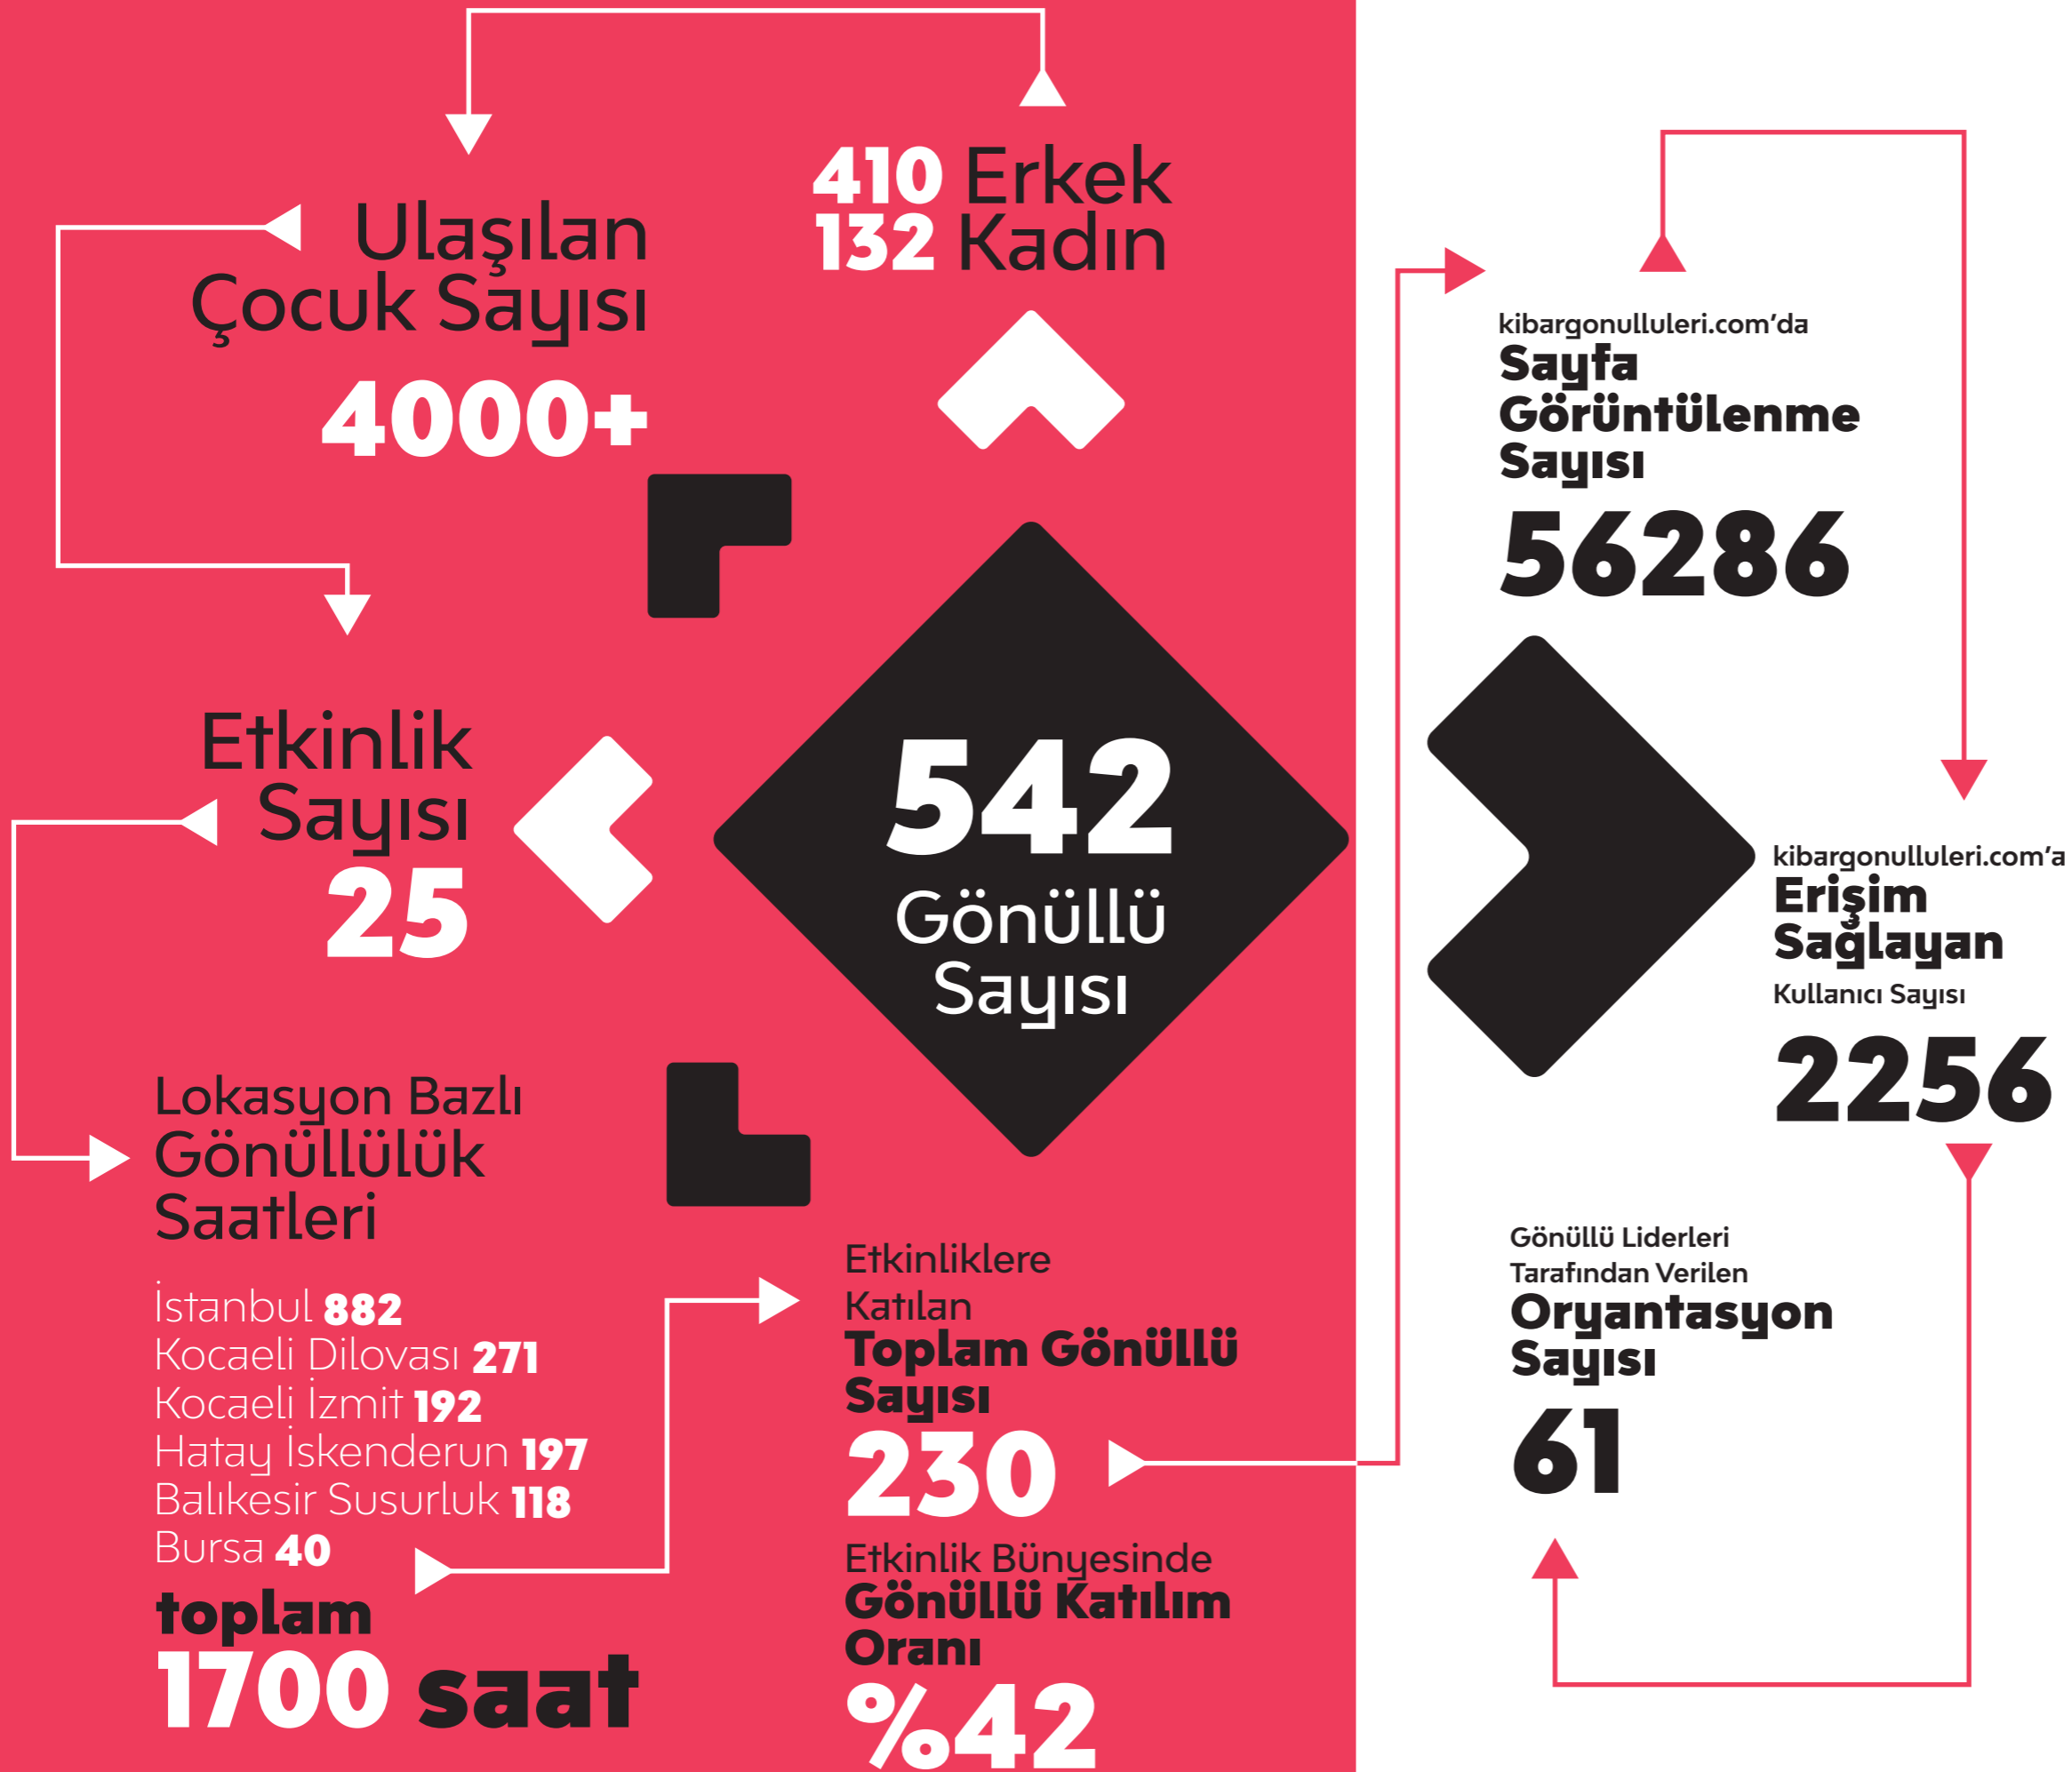 410 Erkek
132 Kadın
Ulaşılan
Çocuk Sayısı
4000+
Etkinlik
Sayısı
25
542
Gönüllü
Sayısı
Lokasyon Bazlı
Gönüllülük
Saatleri
İstanbul 882
Kocaeli Dilovası 271
Kocaeli İzmit 192
Hatay İskenderun 197
Balıkesir Susurluk 118
Bursa 40
toplam
1700 saat
Etkinliklere
Katılan
Toplam Gönüllü
Sayısı
230
Etkinlik Bünyesinde
Gönüllü Katılım
Oranı
%42
kibargonulluleri.com'da
Sayfa
Görüntülenme
Sayısı
56286
kibargonulluleri.com'a
Erişim
Sağlayan
Kullanıcı Sayısı
2256
Gönüllü Liderleri
Tarafından Verilen
Oryantasyon
Sayısı
61